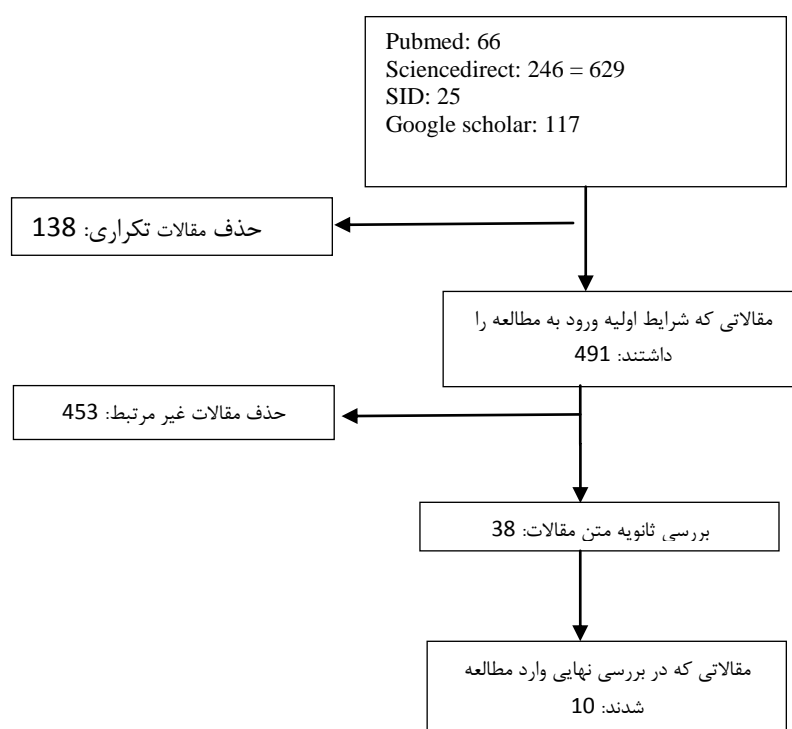 Pubmed: 66
Sciencedirect: 246 = 629
SID: 25
Google scholar: 117
حذف مقالات تکراری: 138
مقالاتی که شرایط اولیه ورود به مطالعه را
داشتند: 491
حذف مقالات غیر مرتبط: 453
بررسی ثانویه متن مقالات: 38
مقالاتی که در بررسی نهایی وارد مطالعه
شدند: 10